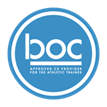 boc
APPROVED CE PROVIDER
FOR THE ATHLETIC TRAINER